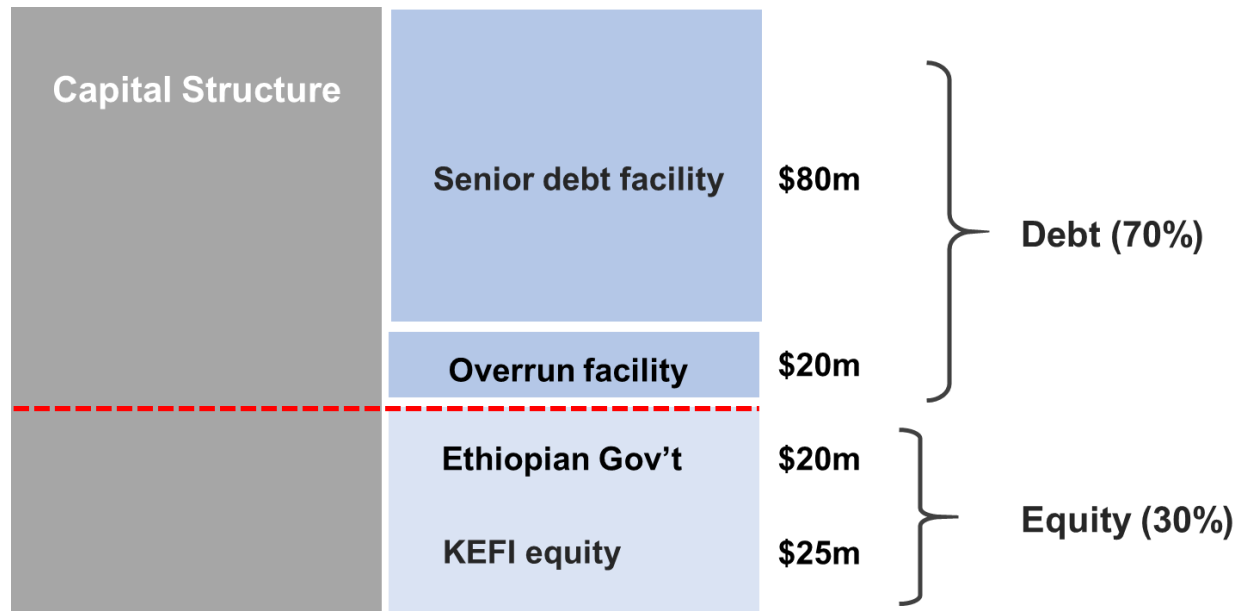 Capital Structure
Senior debt facility $80m
Debt (70%)
Overrun facility $20m
Ethiopian Gov’t $20m
Equity (30%)
KEFI equity $25m